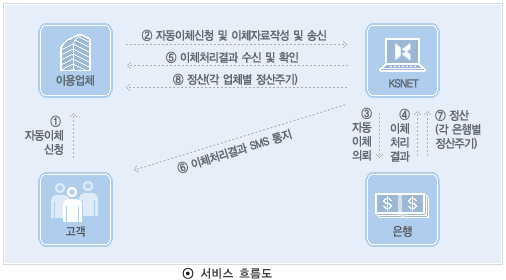 ② 자동이체신청 및 이체자료작성 및 송신
⑤ 이체처리결과 수신 및 확인
⑧ 정산(각 업체별 정산주기)
이용업체
KSNET
①
자동이체
신청
③
자동
이체
의뢰
④
이체
처리
결과
⑦ 정산
(각 은행별
정산주기)
⑥ 이체처리결과 SMS 통지
고객
은행
⊙ 서비스 흐름도